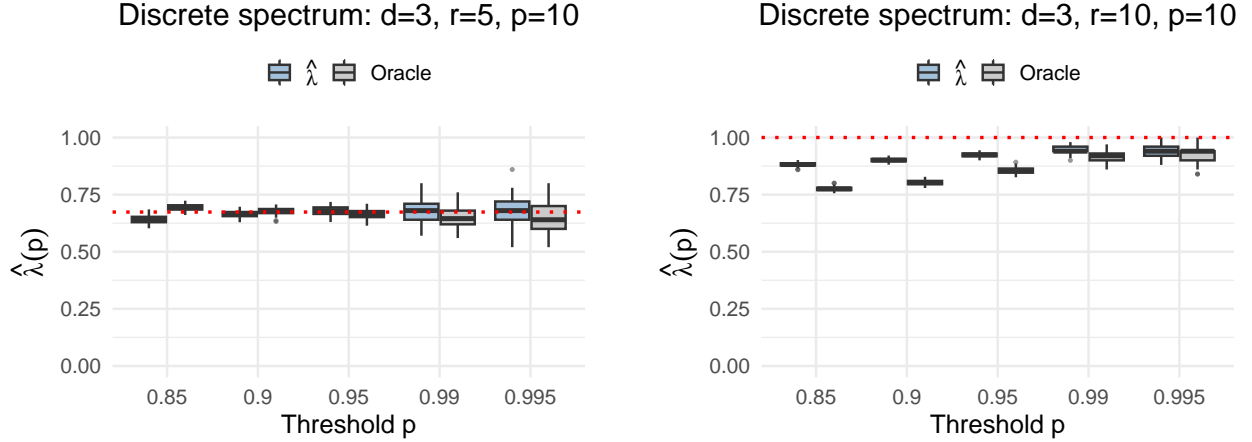 Discrete spectrum: d=3, r=5, p=10
λ̂ Oracle
1.00
0.75
0.50
0.25
0.00
λ̂(p)
0.85 0.9 0.95 0.99 0.995
Threshold p
Discrete spectrum: d=3, r=10, p=10
λ̂ Oracle
1.00
0.75
0.50
0.25
0.00
λ̂(p)
0.85 0.9 0.95 0.99 0.995
Threshold p